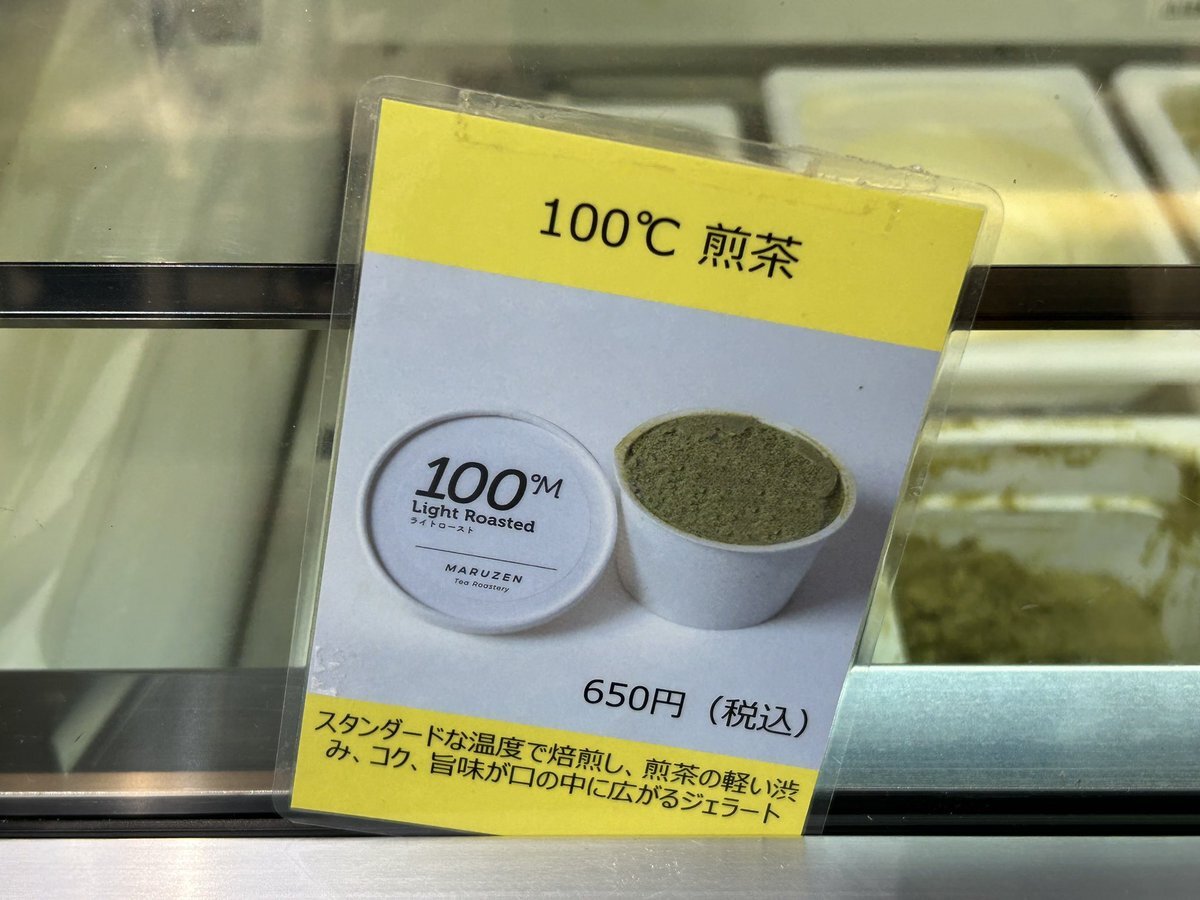 100℃ 煎茶
100℃M
Light Roasted
ライトロースト
MARUZEN
Tea Roastery
650円（税込）
スタンダードな温度で焙煎し、煎茶の軽い渋
み、コク、旨味が口の中に広がるジェラート